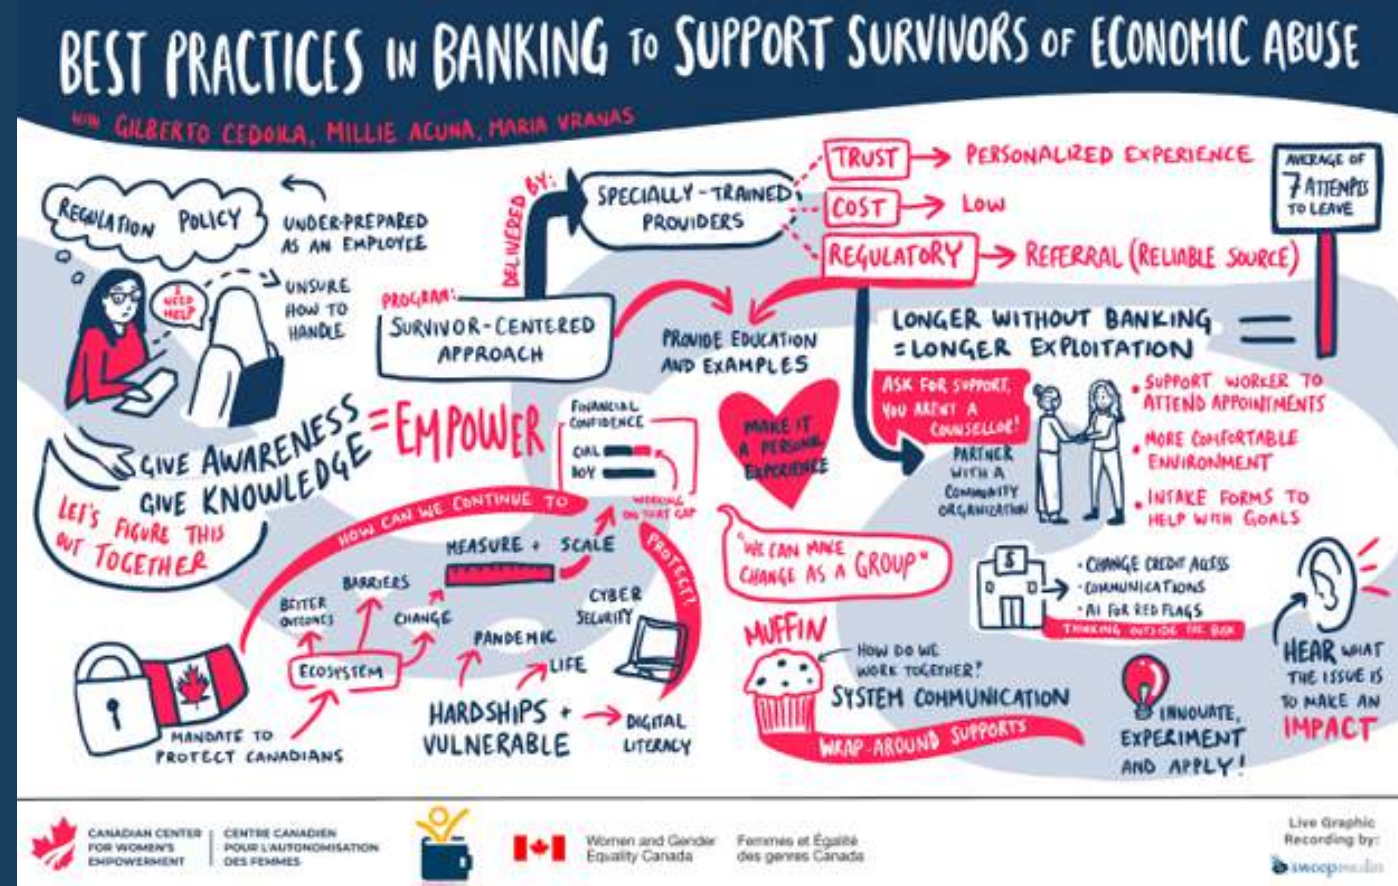 BEST PRACTICES IN BANKING TO SUPPORT SURVIVORS OF ECONOMIC ABUSE
WITH GILBERTO CEDOILA, MILLIE ACUNA, MARIA VRANAS
REGULATION POLICY
UNDER-PREPARED
AS AN EMPLOYEE
I
NEED
HELP
UNSURE
HOW TO
HANDLE
PROGRAM:
SURVIVOR-CENTERED
APPROACH
DELIVERED BY:
SPECIALLY-TRAINED
PROVIDERS
TRUST
PERSONALIZED EXPERIENCE
COST
LOW
REGULATORY
REFERRAL (RELIABLE SOURCE)
AVERAGE OF
7 ATTEMPTS
TO LEAVE
PROVIDE EDUCATION
AND EXAMPLES
LONGER WITHOUT BANKING
= LONGER EXPLOITATION
=
GIVE AWARENESS
GIVE KNOWLEDGE
= EMPOWER
LET'S FIGURE THIS
OUT TOGETHER
FINANCIAL
CONFIDENCE
GIRL
BOY
WORKING
ON THAT GAP
MAKE IT
A PERSONAL
EXPERIENCE
ASK FOR SUPPORT,
YOU AREN'T A
COUNSELLOR!
PARTNER
WITH A
COMMUNITY
ORGANIZATION
• SUPPORT WORKER TO
ATTEND APPOINTMENTS
• MORE COMFORTABLE
ENVIRONMENT
• INTAKE FORMS TO
HELP WITH GOALS
HOW CAN WE CONTINUE TO
PROTECT?
MEASURE + SCALE
BETTER
OUTCOMES
BARRIERS
CHANGE
ECOSYSTEM
MANDATE TO
PROTECT CANADIANS
PANDEMIC
LIFE
HARDSHIPS +
VULNERABLE
DIGITAL
LITERACY
CYBER
SECURITY
"WE CAN MAKE
CHANGE AS A GROUP"
MUFFIN
HOW DO WE
WORK TOGETHER?
SYSTEM COMMUNICATION
WRAP-AROUND SUPPORTS
$
• CHANGE CREDIT ACCESS
• COMMUNICATIONS
• AI FOR RED FLAGS
THINKING OUTSIDE THE BOX
INNOVATE,
EXPERIMENT
AND APPLY!
HEAR WHAT
THE ISSUE IS
TO MAKE AN
IMPACT
CANADIAN CENTER
FOR WOMEN'S
EMPOWERMENT
CENTRE CANADIEN
POUR L'AUTONOMISATION
DES FEMMES
Women and Gender
Equality Canada
Femmes et Égalité
des genres Canada
Live Graphic
Recording by:
swoopmedia